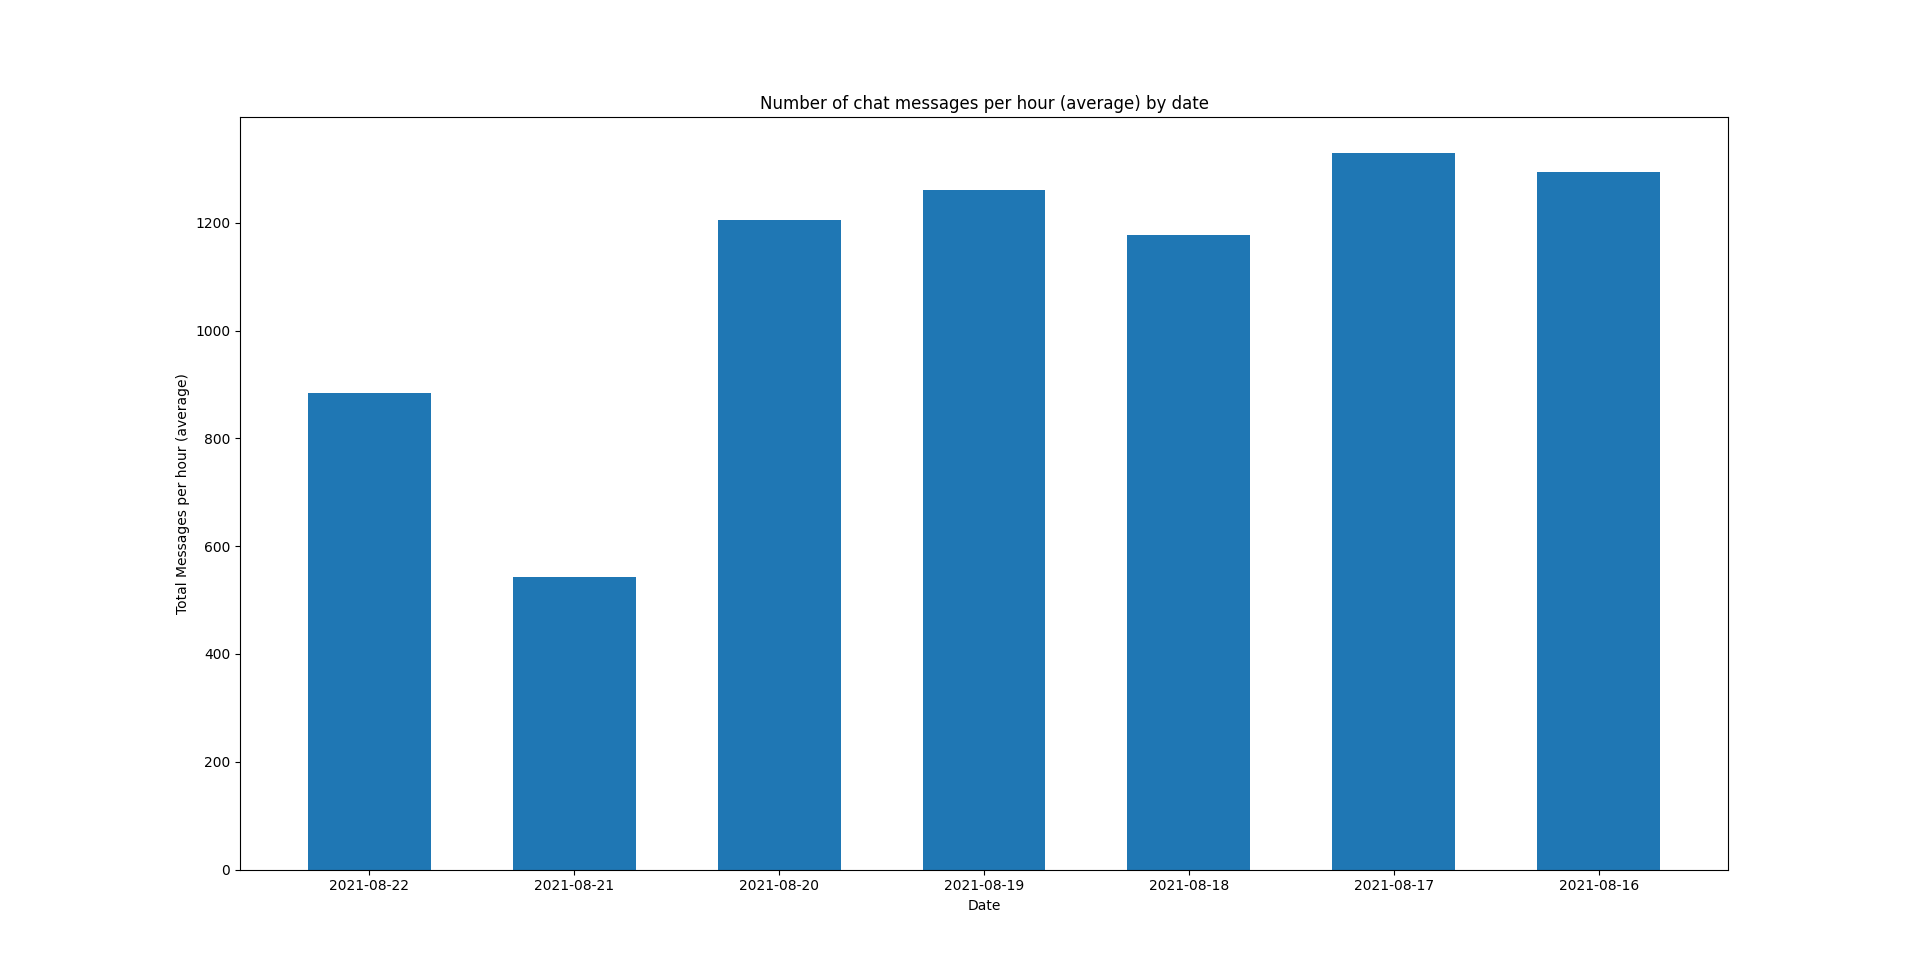 Number of chat messages per hour (average) by date
Total Messages per hour (average)
1200
1000
800
600
400
200
0
2021-08-22 2021-08-21 2021-08-20 2021-08-19 2021-08-18 2021-08-17 2021-08-16
Date